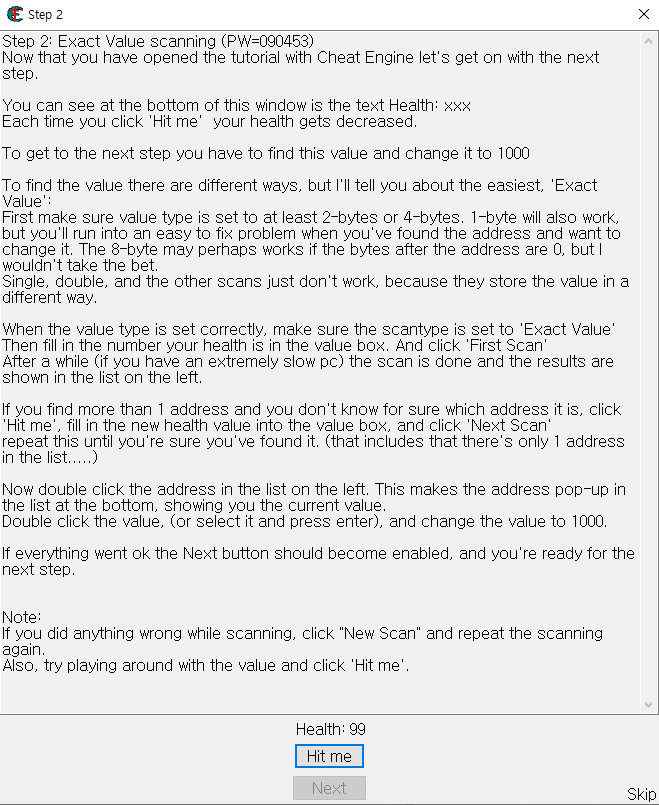 Step 2
Step 2: Exact Value scanning (PW=090453)
Now that you have opened the tutorial with Cheat Engine let's get on with the next
step.
You can see at the bottom of this window is the text Health: xxx
Each time you click 'Hit me'  your health gets decreased.
To get to the next step you have to find this value and change it to 1000
To find the value there are different ways, but I'll tell you about the easiest, 'Exact
Value':
First make sure value type is set to at least 2-bytes or 4-bytes. 1-byte will also work,
but you'll run into an easy to fix problem when you've found the address and want to
change it. The 8-byte may perhaps works if the bytes after the address are 0, but I
wouldn't take the bet.
Single, double, and the other scans just don't work, because they store the value in a
different way.
When the value type is set correctly, make sure the scantype is set to 'Exact Value'
Then fill in the number your health is in the value box. And click 'First Scan'
After a while (if you have an extremely slow pc) the scan is done and the results are
shown in the list on the left.
If you find more than 1 address and you don't know for sure which address it is, click
'Hit me', fill in the new health value into the value box, and click 'Next Scan'
repeat this until you're sure you've found it. (that includes that there's only 1 address
in the list.....)
Now double click the address in the list on the left. This makes the address pop-up in
the list at the bottom, showing you the current value.
Double click the value, (or select it and press enter), and change the value to 1000.
If everything went ok the Next button should become enabled, and you're ready for the
next step.
Note:
If you did anything wrong while scanning, click "New Scan" and repeat the scanning
again.
Also, try playing around with the value and click 'Hit me'.
Health: 99
Hit me
Next
Skip